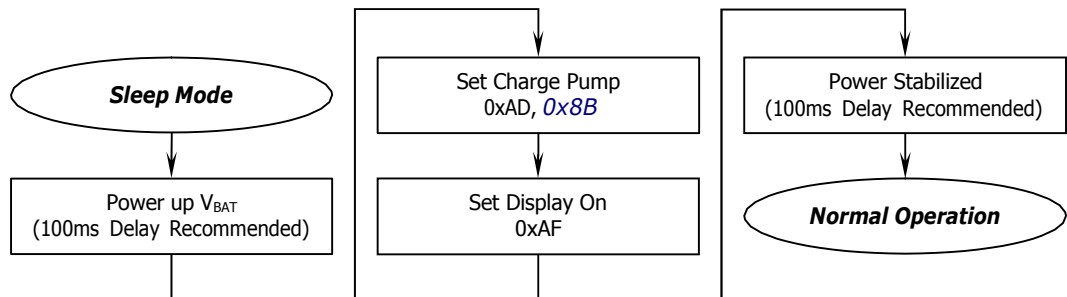 Sleep Mode
Power up VBAT
(100ms Delay Recommended)
Set Charge Pump
0xAD, 0x8B
Set Display On
0xAF
Power Stabilized
(100ms Delay Recommended)
Normal Operation